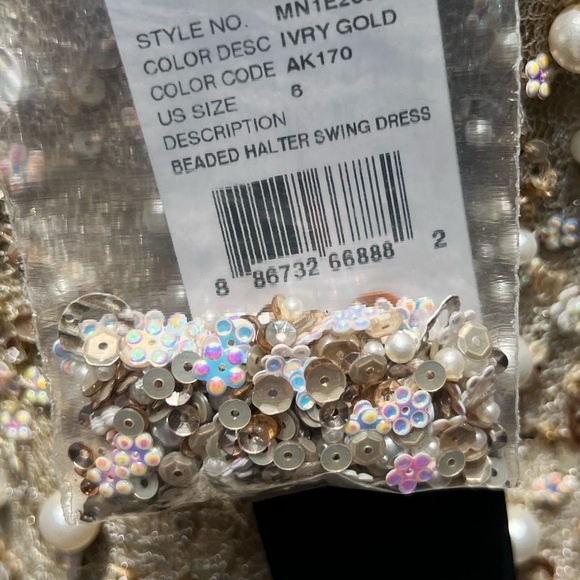 STYLE NO.
COLOR DESC IVRY GOLD
COLOR CODE AK170
US SIZE 6
DESCRIPTION
BEADED HALTER SWING DRESS
8 86732 66888 2